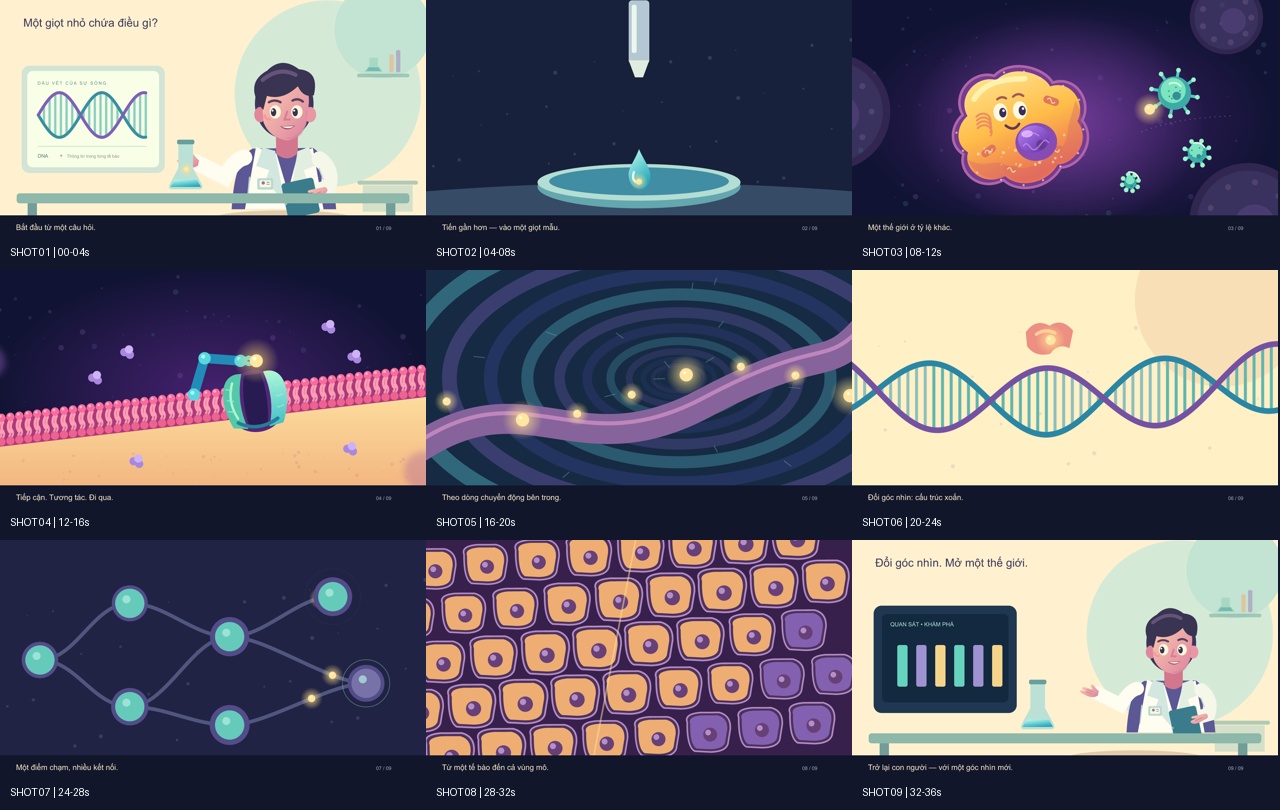 Một giọt nhỏ chứa điều gì?
DẤU VẾT CỦA SỰ SỐNG
DNA • Thông tin trong từng tế bào
Bắt đầu từ một câu hỏi.
01 / 09
SHOT01 | 00-04s
Tiến gần hơn — vào một giọt mẫu.
02 / 09
SHOT02 | 04-08s
Một thế giới ở tỷ lệ khác.
03 / 09
SHOT03 | 08-12s
Tiếp cận. Tương tác. Đi qua.
04 / 09
SHOT04 | 12-16s
Theo dòng chuyển động bên trong.
05 / 09
SHOT05 | 16-20s
Đổi góc nhìn: cấu trúc xoắn.
06 / 09
SHOT06 | 20-24s
Một điểm chạm, nhiều kết nối.
07 / 09
SHOT07 | 24-28s
Từ một tế bào đến cả vùng mô.
08 / 09
SHOT08 | 28-32s
Đổi góc nhìn. Mở một thế giới.
QUAN SÁT • KHÁM PHÁ
Trở lại con người — với một góc nhìn mới.
09 / 09
SHOT09 | 32-36s